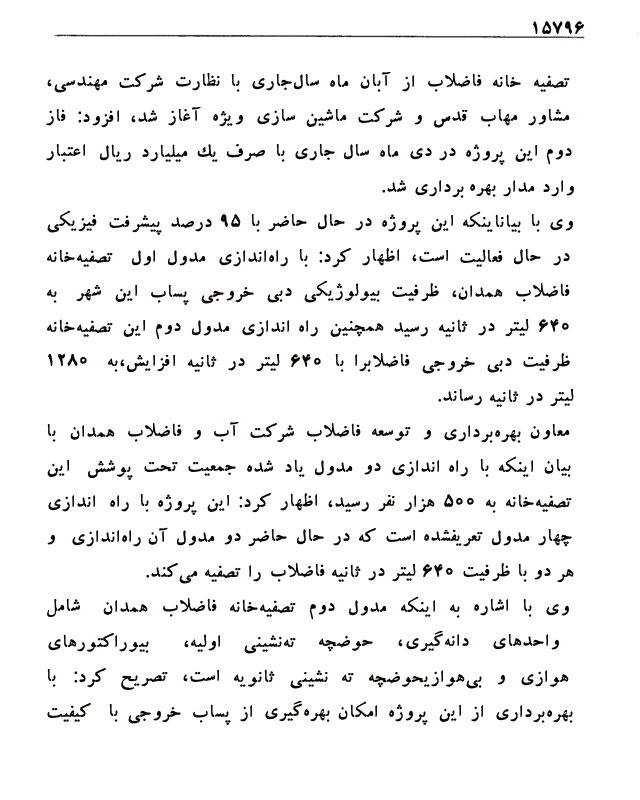 ۱۵۷۹۶
تصفیه خانه فاضلاب از آبان ماه سال‌جاری با نظارت شرکت مهندسی،
مشاور مهاب قدس و شرکت ماشین سازی ویژه آغاز شد، افزود: فاز
دوم این پروژه در دی ماه سال جاری با صرف یك میلیارد ریال اعتبار
وارد مدار بهره برداری شد.
وی با بیاناینکه این پروژه در حال حاضر با ۹۵ درصد پیشرفت فیزیکی
در حال فعالیت است، اظهار کرد: با راه‌اندازی مدول اول تصفیه‌خانه
فاضلاب همدان، ظرفیت بیولوژیکی دبی خروجی پساب این شهر به
۶۴۰ لیتر در ثانیه رسید همچنین راه اندازی مدول دوم این تصفیه‌خانه
ظرفیت دبی خروجی فاضلابرا با ۶۴۰ لیتر در ثانیه افزایش،به ۱۲۸۰
لیتر در ثانیه رساند.
معاون بهره‌برداری و توسعه فاضلاب شرکت آب و فاضلاب همدان با
بیان اینکه با راه اندازی دو مدول یاد شده جمعیت تحت پوشش این
تصفیه‌خانه به ۵۰۰ هزار نفر رسید، اظهار کرد: این پروژه با راه اندازی
چهار مدول تعریفشده است که در حال حاضر دو مدول آن راه‌اندازی و
هر دو با ظرفیت ۶۴۰ لیتر در ثانیه فاضلاب را تصفیه می‌کند.
وی با اشاره به اینکه مدول دوم تصفیه‌خانه فاضلاب همدان شامل
واحدهای دانه‌گیری، حوضچه ته‌نشینی اولیه، بیوراکتورهای
هوازی و بی‌هوازیحوضچه ته نشینی ثانویه است، تصریح کرد: با
بهره‌برداری از این پروژه امکان بهره‌گیری از پساب خروجی با کیفیت